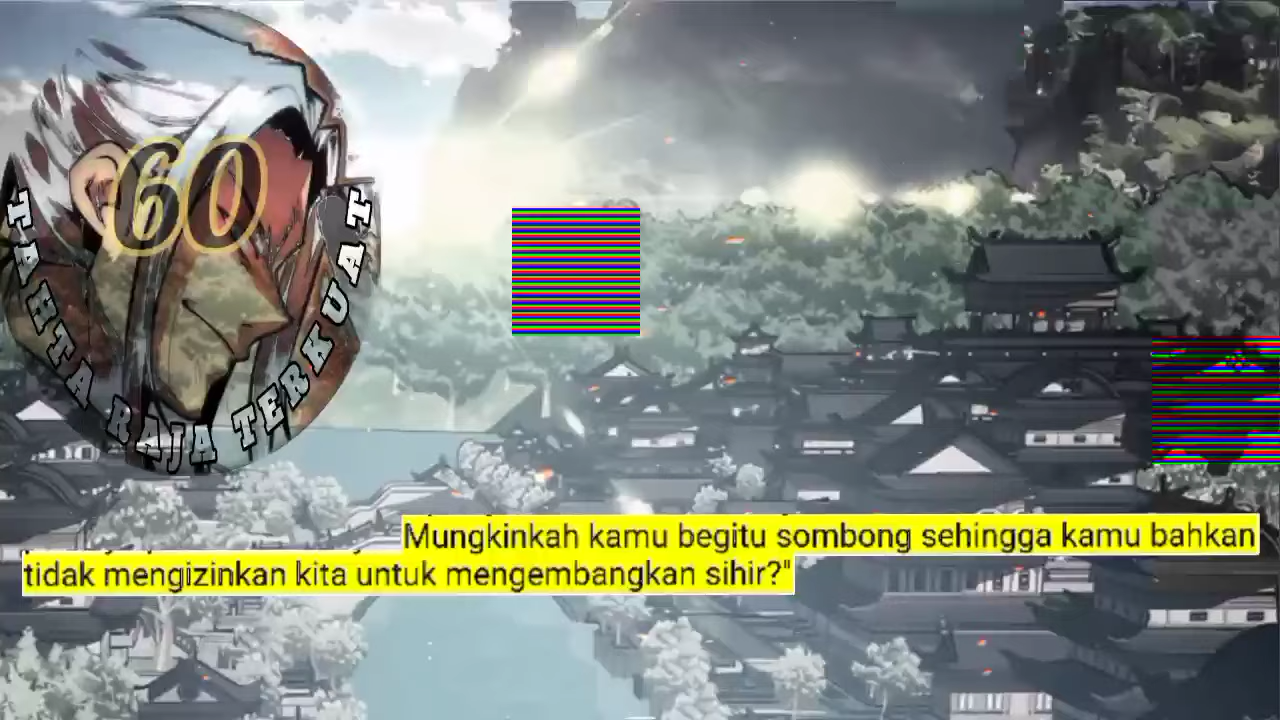 60
TAHTA RAJA TERKUAT
Mungkinkah kamu begitu sombong sehingga kamu bahkan
tidak mengizinkan kita untuk mengembangkan sihir?"